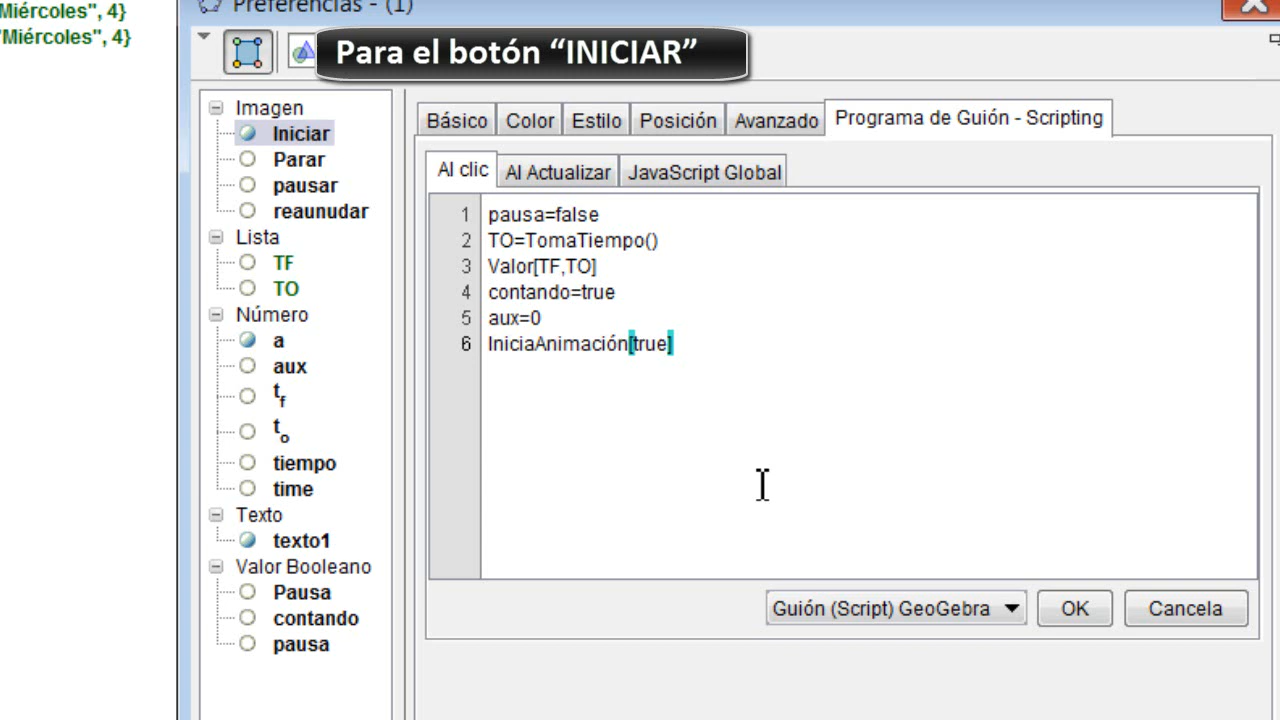 Miércoles", 4}
"Miércoles", 4}
Preferencias - (1)
Para el botón “INICIAR”
Imagen
Iniciar
Parar
pausar
reaunudar
Lista
TF
TO
Número
a
aux
t_f
t_o
tiempo
time
Texto
texto1
Valor Booleano
Pausa
contando
pausa
Básico
Color
Estilo
Posición
Avanzado
Programa de Guión - Scripting
Al clic
Al Actualizar
JavaScript Global
1 pausa=false
2 TO=TomaTiempo()
3 Valor[TF,TO]
4 contando=true
5 aux=0
6 IniciaAnimación[true]
Guión (Script) GeoGebra
OK
Cancela